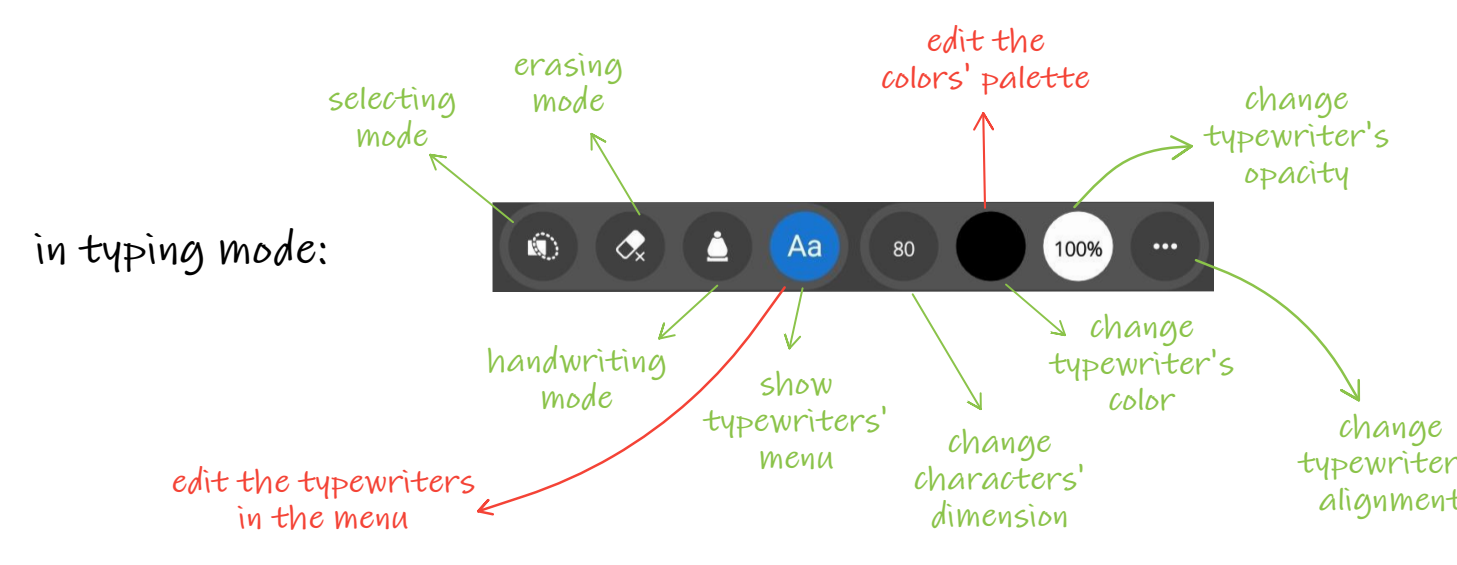 edit the
colors' palette
erasing
mode
selecting
mode
change
typewriter's
opacity
in typing mode:
Aa
80
100%
handwriting
mode
show
typewriters'
menu
change
typewriter's
color
change
characters'
dimension
change
typewriter
alignment
edit the typewriters
in the menu